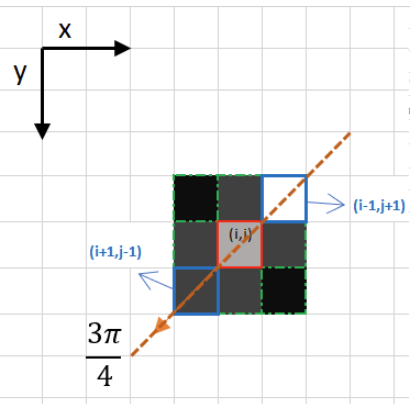 x
y
(i,j)
(i-1,j+1)
(i+1,j-1)
3π
4